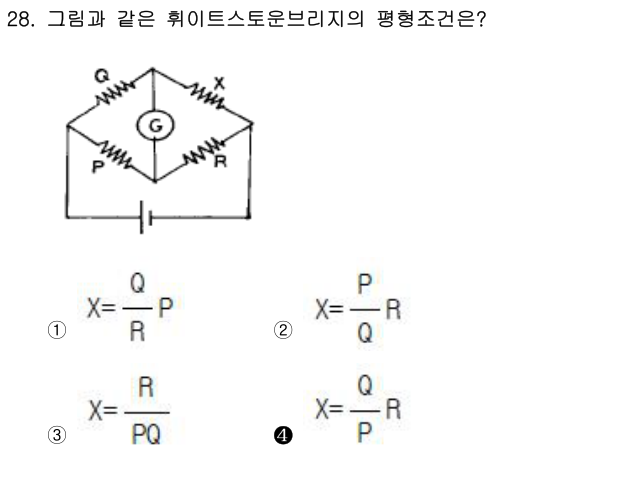 28. 그림과 같은 휘이트스토운브리지의 평형조건은?
Q
X
G
P
R
① X= Q/R P
② X= P/Q R
③ X= R/PQ
❹ X= Q/P R